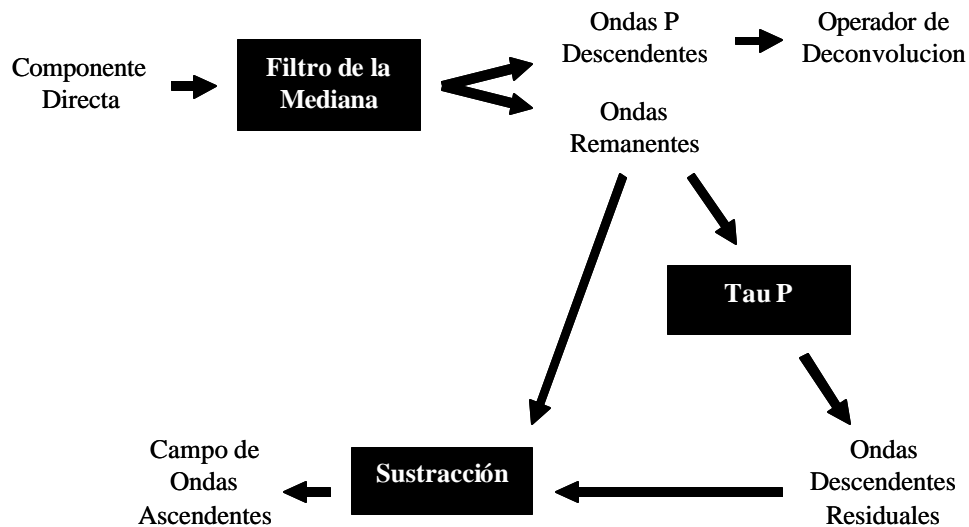 Componente
Directa
Filtro de la
Mediana
Ondas P
Descendentes
Operador de
Deconvolucion
Ondas
Remanentes
Tau P
Ondas
Descendentes
Residuales
Sustracción
Campo de
Ondas
Ascendentes